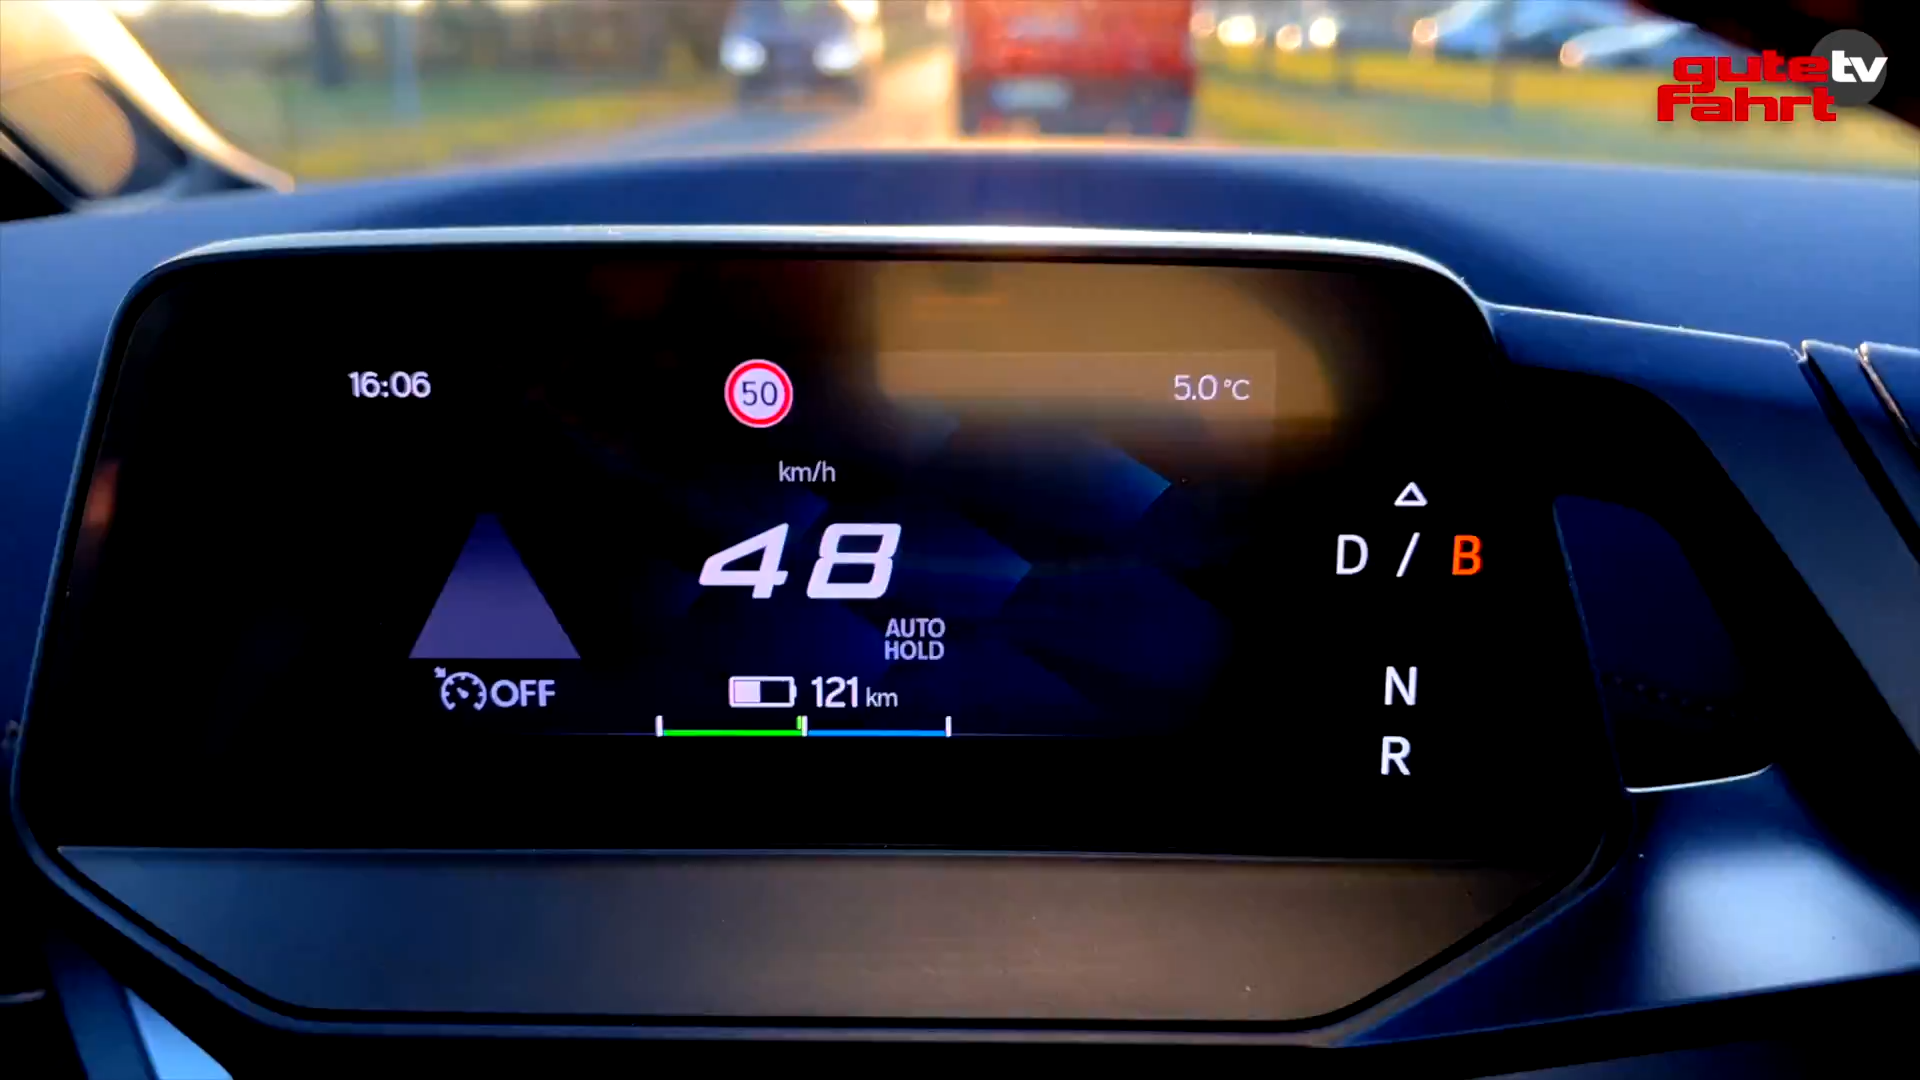 gute tv
fahrt
16:06
50
5.0 °C
km/h
48
D / B
AUTO
HOLD
OFF
121 km
N
R